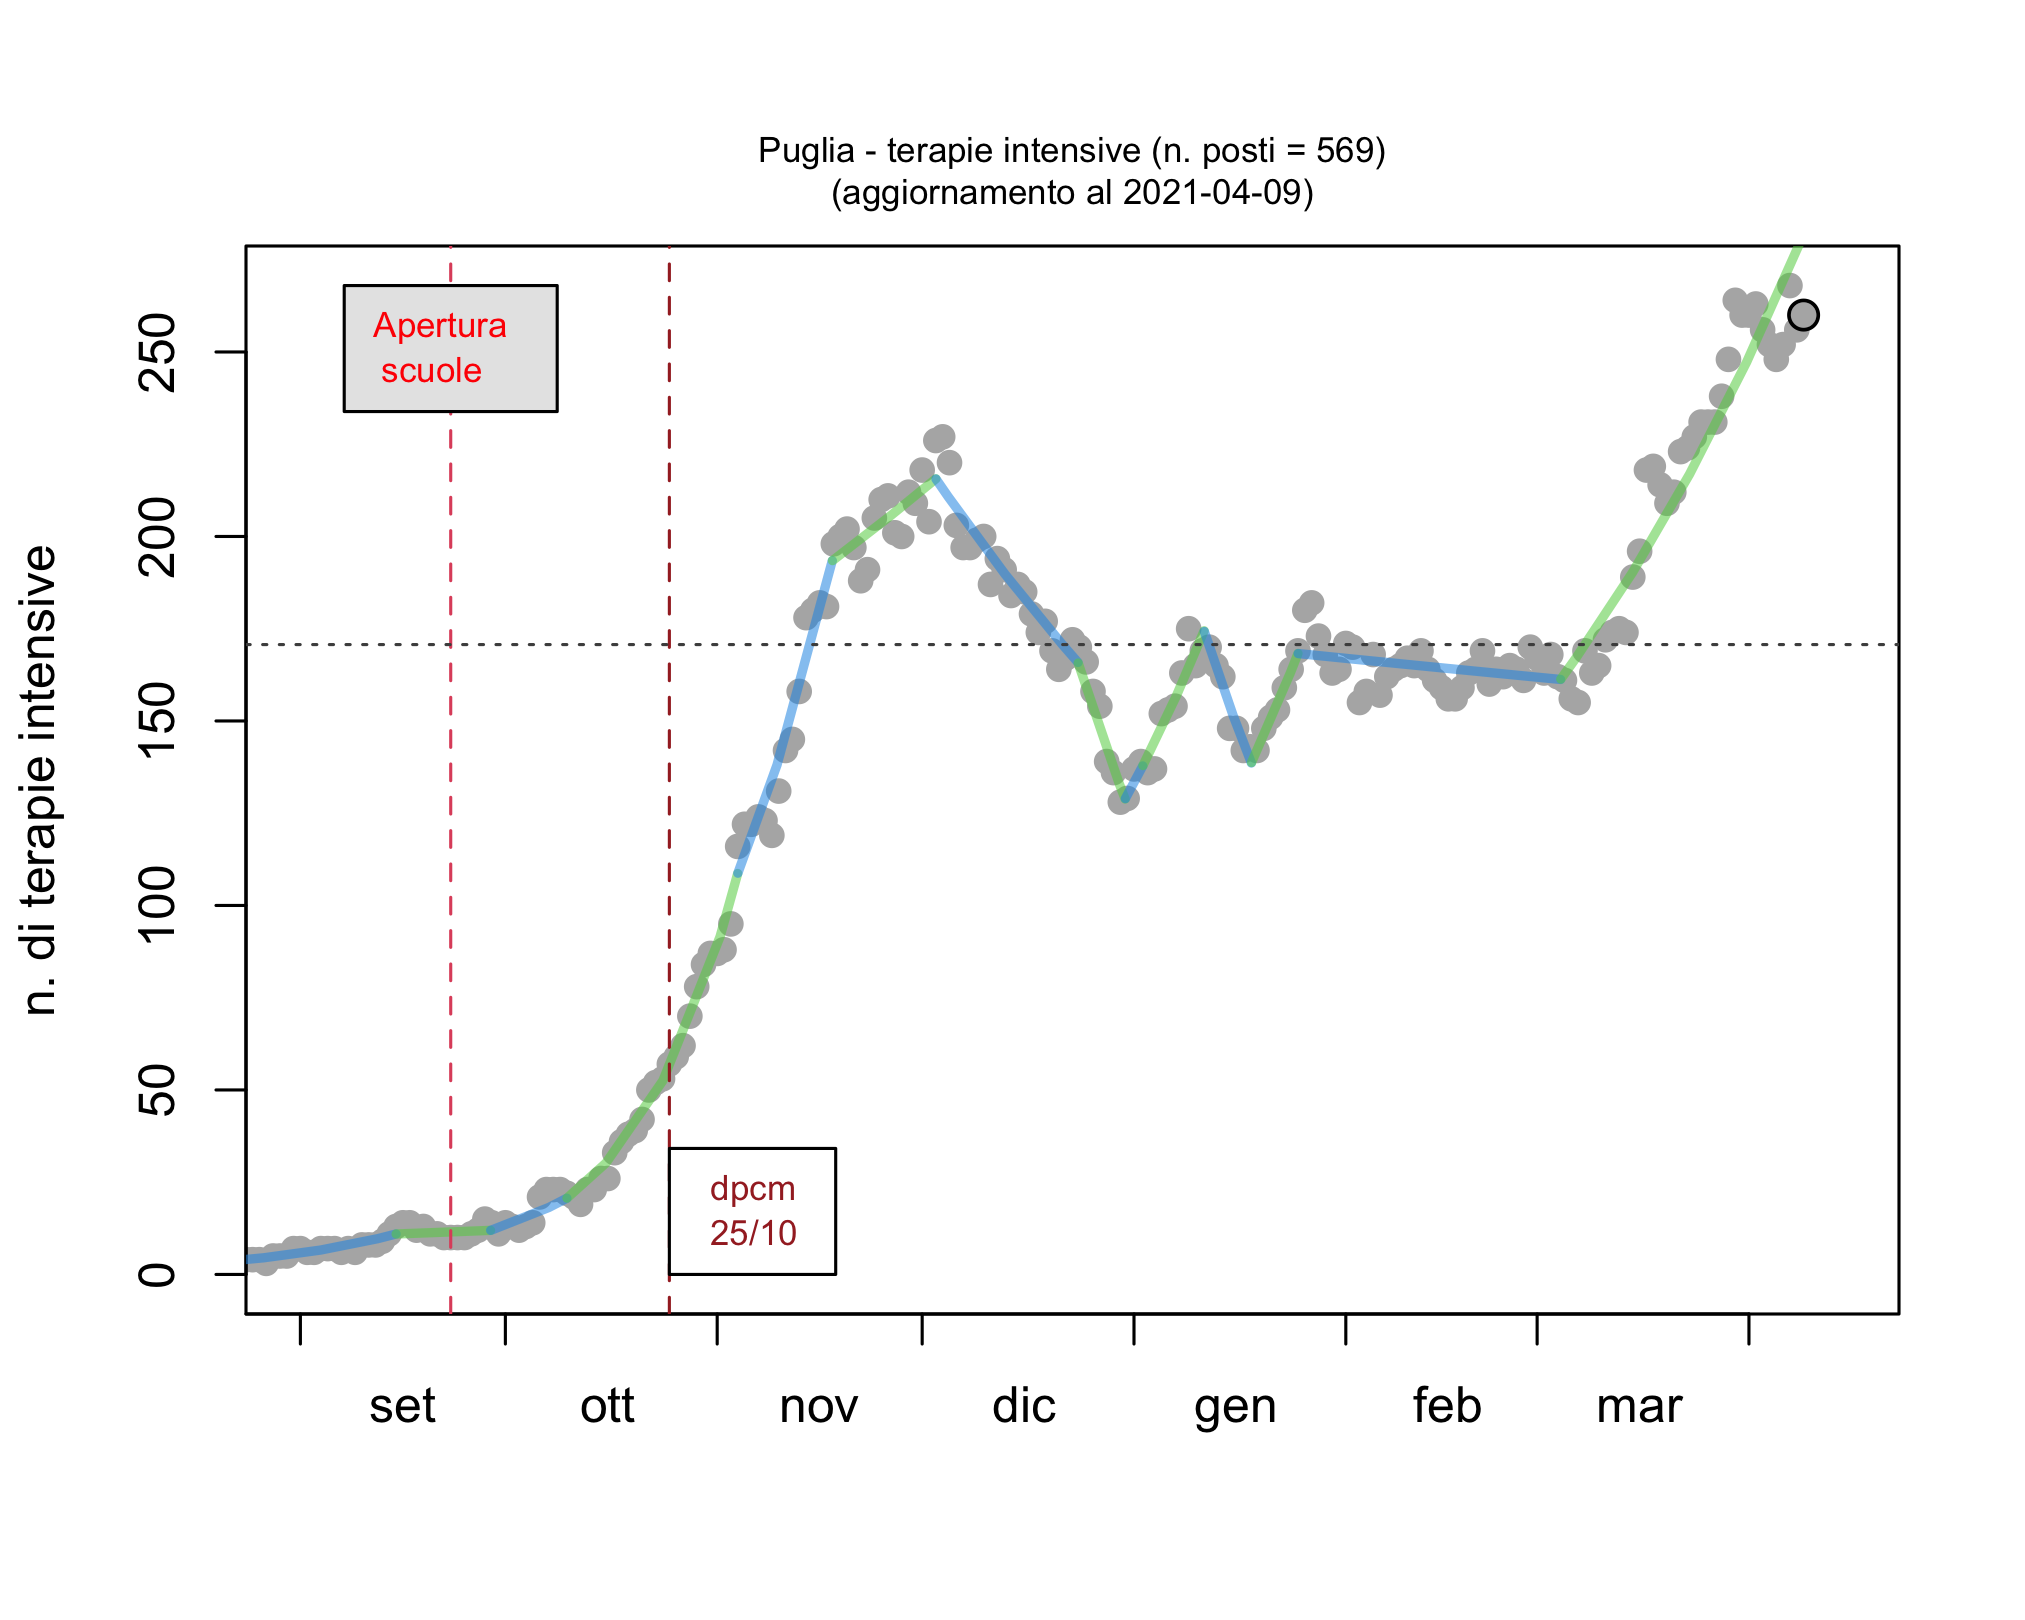 Puglia - terapie intensive (n. posti = 569)
(aggiornamento al 2021-04-09)
n. di terapie intensive
250
200
150
100
50
0
Apertura
scuole
dpcm
25/10
set
ott
nov
dic
gen
feb
mar